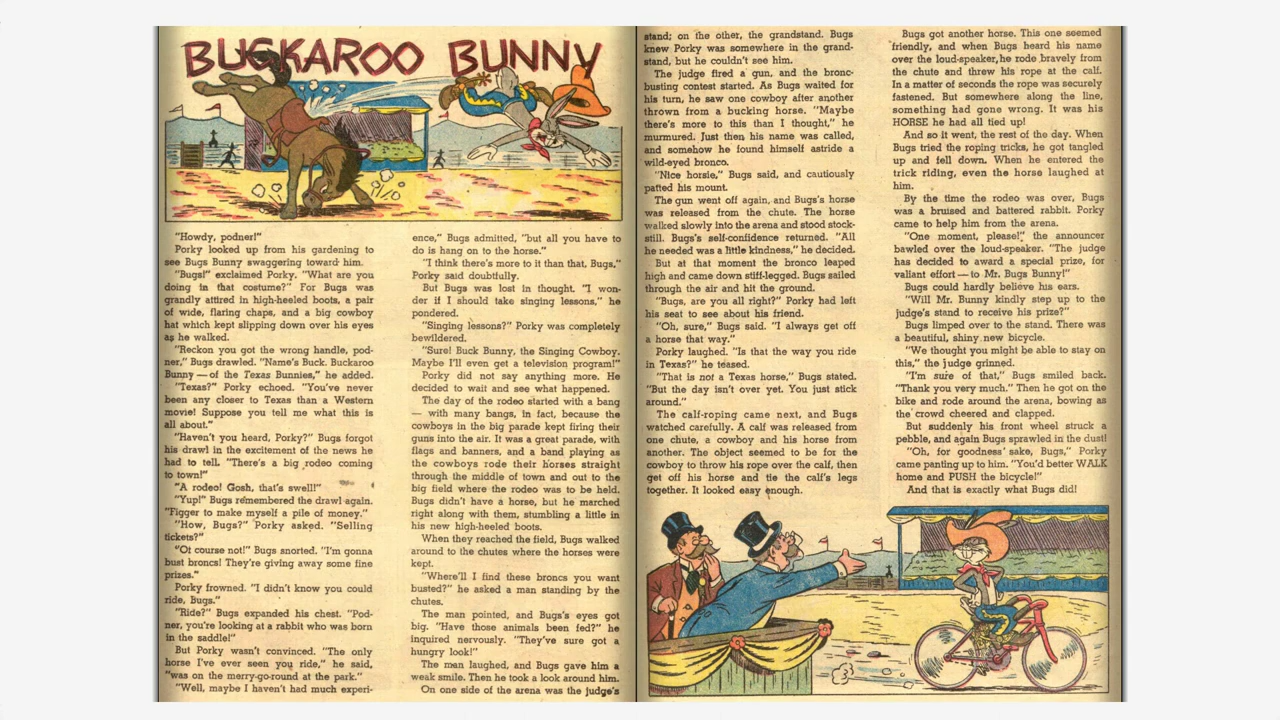 BUCKAROO BUNNY
"Howdy, podner!"
Porky looked up from his gardening to
see Bugs Bunny swaggering toward him.
"Bugs!" exclaimed Porky. "What are you
doing in that costume?" For Bugs was
grandly attired in high-heeled boots, a pair
of wide, flaring chaps, and a big cowboy
hat which kept slipping down over his eyes
as he walked.
"Reckon you got the wrong handle, pod-
ner," Bugs drawled. "Name's Buck. Buckaroo
Bunny — of the Texas Bunnies," he added.
"Texas?" Porky echoed. "You've never
been any closer to Texas than a Western
movie! Suppose you tell me what this is
all about."
"Haven't you heard, Porky?" Bugs forgot
his drawl in the excitement of the news he
had to tell. "There's a big rodeo coming
to town!"
"A rodeo! Gosh, that's swell!"
"Yup!" Bugs remembered the drawl again.
"Figger to make myself a pile of money."
"How, Bugs?" Porky asked. "Selling
tickets?"
"Of course not!" Bugs snorted. "I'm gonna
bust broncs! They're giving away some fine
prizes."
Porky frowned. "I didn't know you could
ride, Bugs."
"Ride?" Bugs expanded his chest. "Pod-
ner, you're looking at a rabbit who was born
in the saddle!"
But Porky wasn't convinced. "The only
horse I've ever seen you ride," he said,
"was on the merry-go-round at the park."
"Well, maybe I haven't had much experi-
ence," Bugs admitted, "but all you have to
do is hang on to the horse."
"I think there's more to it than that, Bugs,"
Porky said doubtfully.
But Bugs was lost in thought. "I won-
der if I should take singing lessons," he
pondered.
"Singing lessons?" Porky was completely
bewildered.
"Sure! Buck Bunny, the Singing Cowboy.
Maybe I'll even get a television program!"
Porky did not say anything more. He
decided to wait and see what happened.
The day of the rodeo started with a bang
— with many bangs, in fact, because the
cowboys in the big parade kept firing their
guns into the air. It was a great parade, with
flags and banners, and a band playing as
the cowboys rode their horses straight
through the middle of town and out to the
big field where the rodeo was to be held.
Bugs didn't have a horse, but he marched
right along with them, stumbling a little in
his new high-heeled boots.
When they reached the field, Bugs walked
around to the chutes where the horses were
kept.
"Where'll I find these broncs you want
busted?" he asked a man standing by the
chutes.
The man pointed, and Bugs's eyes got
big. "Have those animals been fed?" he
inquired nervously. "They've sure got a
hungry look!"
The man laughed, and Bugs gave him a
weak smile. Then he took a look around him.
On one side of the arena was the judge's
stand; on the other, the grandstand. Bugs
knew Porky was somewhere in the grand-
stand, but he couldn't see him.
The judge fired a gun, and the bronc-
busting contest started. As Bugs waited for
his turn, he saw one cowboy after another
thrown from a bucking horse. "Maybe
there's more to this than I thought," he
murmured. Just then his name was called,
and somehow he found himself astride a
wild-eyed bronco.
"Nice horsie," Bugs said, and cautiously
patted his mount.
The gun went off again, and Bugs's horse
was released from the chute. The horse
walked slowly into the arena and stood stock-
still. Bugs's self-confidence returned. "All
he needed was a little kindness," he decided.
But at that moment the bronco leaped
high and came down stiff-legged. Bugs sailed
through the air and hit the ground.
"Bugs, are you all right?" Porky had left
his seat to see about his friend.
"Oh, sure," Bugs said. "I always get off
a horse that way."
Porky laughed. "Is that the way you ride
in Texas?" he teased.
"That is not a Texas horse," Bugs stated.
"But the day isn't over yet. You just stick
around."
The calf-roping came next, and Bugs
watched carefully. A calf was released from
one chute, a cowboy and his horse from
another. The object seemed to be for the
cowboy to throw his rope over the calf, then
get off his horse and tie the calf's legs
together. It looked easy enough.
Bugs got another horse. This one seemed
friendly, and when Bugs heard his name
over the loud-speaker, he rode bravely from
the chute and threw his rope at the calf.
In a matter of seconds the rope was securely
fastened. But somewhere along the line,
something had gone wrong. It was his
HORSE he had all tied up!
And so it went, the rest of the day. When
Bugs tried the roping tricks, he got tangled
up and fell down. When he entered the
trick riding, even the horse laughed at
him.
By the time the rodeo was over, Bugs
was a bruised and battered rabbit. Porky
came to help him from the arena.
"One moment, please!" the announcer
bawled over the loud-speaker. "The judge
has decided to award a special prize, for
valiant effort — to Mr. Bugs Bunny!"
Bugs could hardly believe his ears.
"Will Mr. Bunny kindly step up to the
judge's stand to receive his prize?"
Bugs limped over to the stand. There was
a beautiful, shiny new bicycle.
"We thought you might be able to stay on
this," the judge grinned.
"I'm sure of that," Bugs smiled back.
"Thank you very much." Then he got on the
bike and rode around the arena, bowing as
the crowd cheered and clapped.
But suddenly his front wheel struck a
pebble, and again Bugs sprawled in the dust!
"Oh, for goodness' sake, Bugs," Porky
came panting up to him. "You'd better WALK
home and PUSH the bicycle!"
And that is exactly what Bugs did!